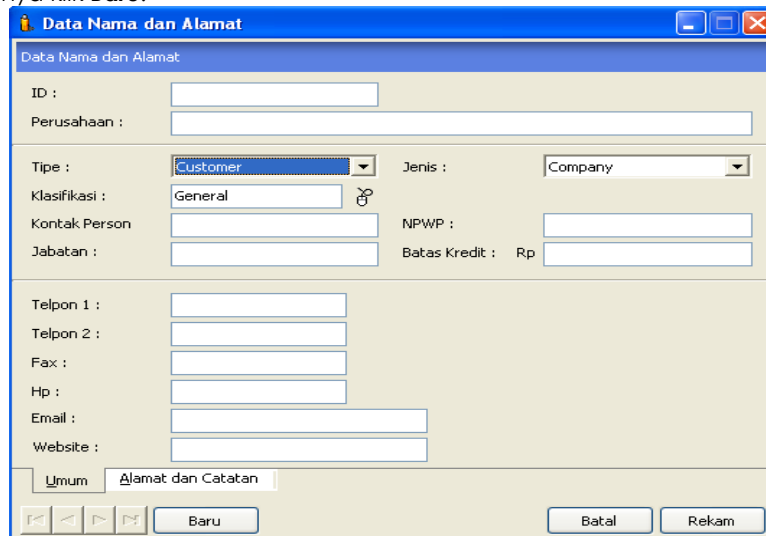 Data Nama dan Alamat
Data Nama dan Alamat
ID :
Perusahaan :
Tipe : Customer Jenis : Company
Klasifikasi : General
Kontak Person NPWP :
Jabatan : Batas Kredit : Rp
Telpon 1 :
Telpon 2 :
Fax :
Hp :
Email :
Website :
Umum Alamat dan Catatan
Baru Batal Rekam